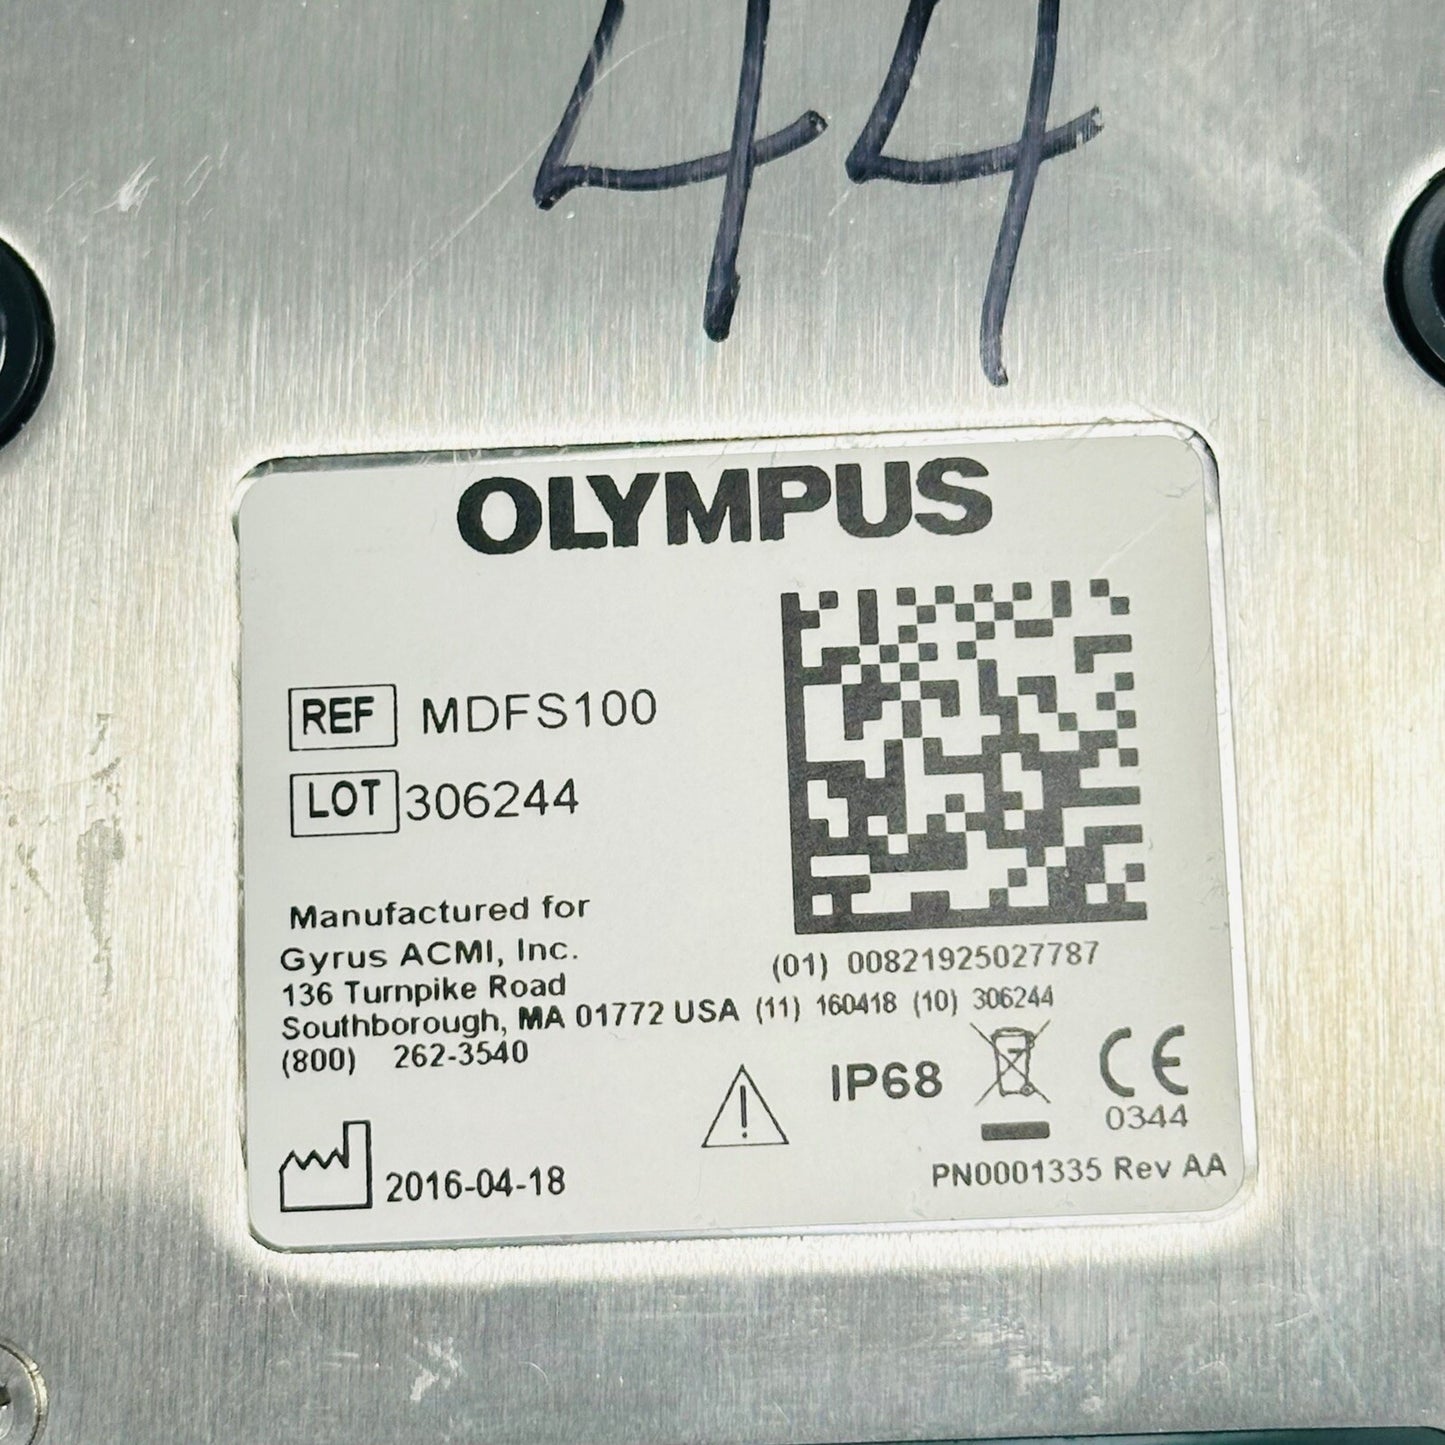 44
OLYMPUS
REF MDFS100
LOT 306244
Manufactured for
Gyrus ACMI, Inc.
136 Turnpike Road
Southborough, MA 01772 USA
(800) 262-3540
(01) 00821925027787
(11) 160418 (10) 306244
IP68
CE
0344
2016-04-18
PN0001335 Rev AA